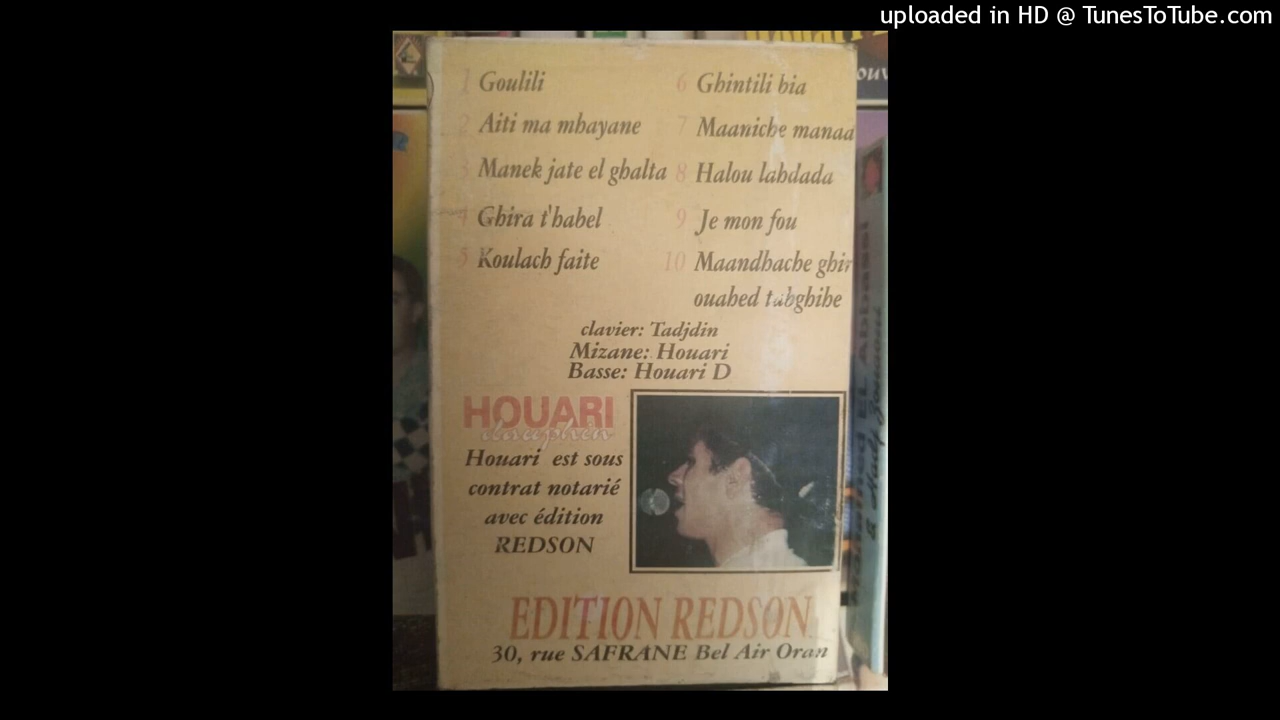 uploaded in HD @ TunesToTube.com
1 Goulili
2 Aiti ma mbayane
3 Manek jate el ghalta
4 Ghira t'habel
5 Koulach faite
6 Ghintili bia
7 Maaniche manaa
8 Halou lahdada
9 Je mon fou
10 Maandhache ghir
ouahed tabghihe
clavier: Tadjdin
Mizane: Houari
Basse: Houari D
HOUARI
dauphin
Houari est sous
contrat notarié
avec édition
REDSON
EDITION REDSON
30, rue SAFRANE Bel Air Oran